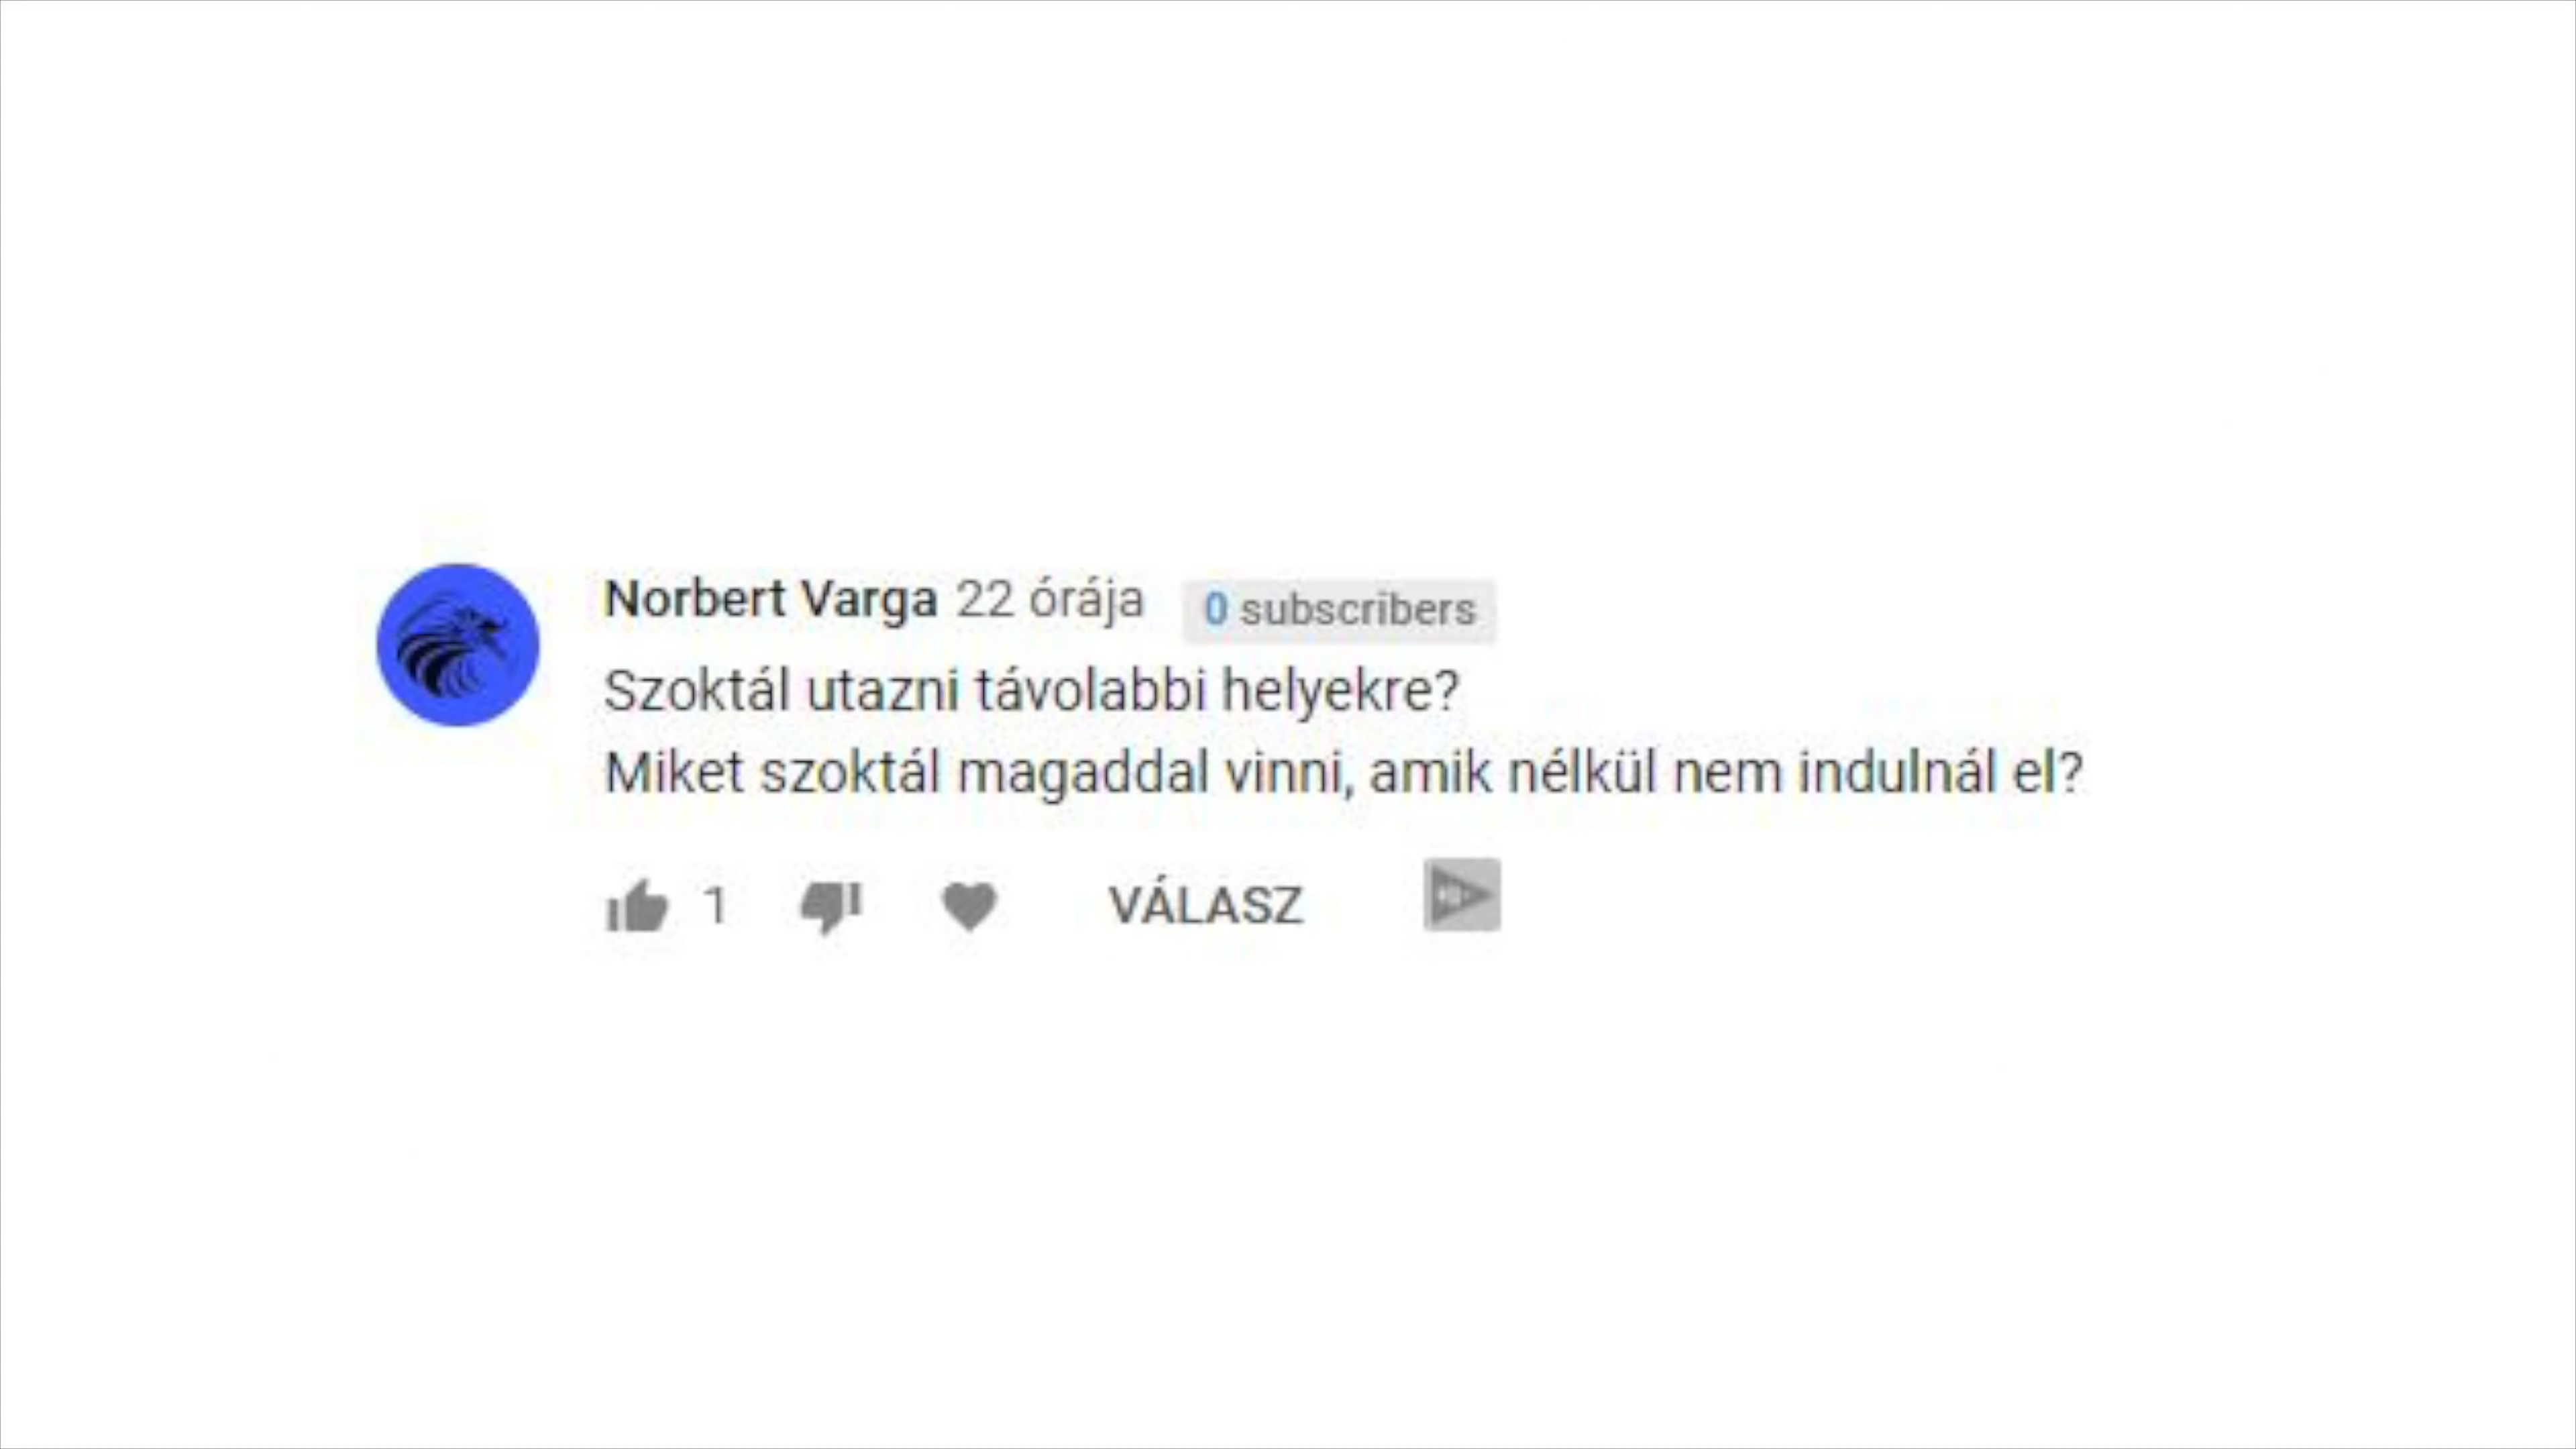 Norbert Varga 22 órája 0 subscribers
Szoktál utazni távolabbi helyekre?
Miket szoktál magaddal vinni, amik nélkül nem indulnál el?
1 VÁLASZ